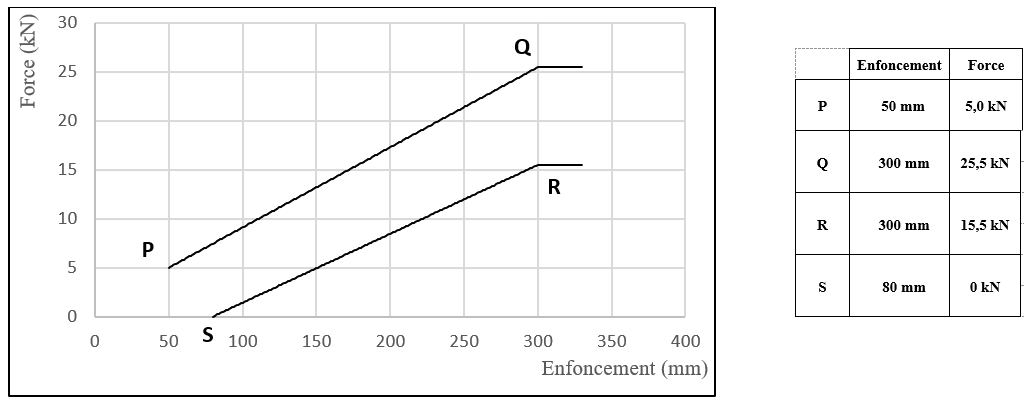 Force (kN)
30
25
20
15
10
5
0
P
Q
R
S
0 50 100 150 200 250 300 350 400
Enfoncement (mm)
Enfoncement Force
P 50 mm 5,0 kN
Q 300 mm 25,5 kN
R 300 mm 15,5 kN
S 80 mm 0 kN